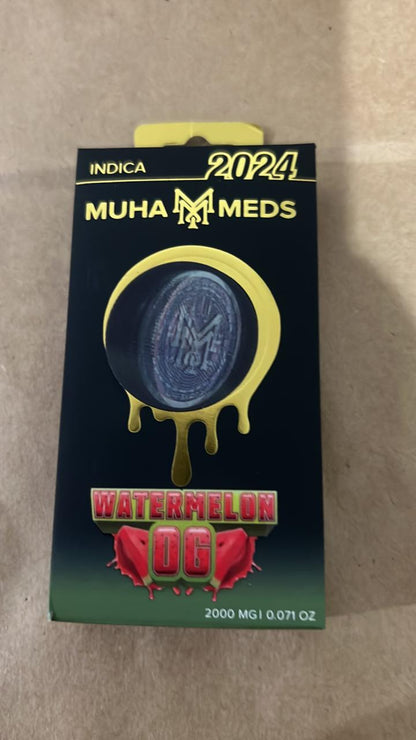 INDICA 2024
MUHA MEDS
WATERMELON
OG
2000 MG| 0.071 OZ